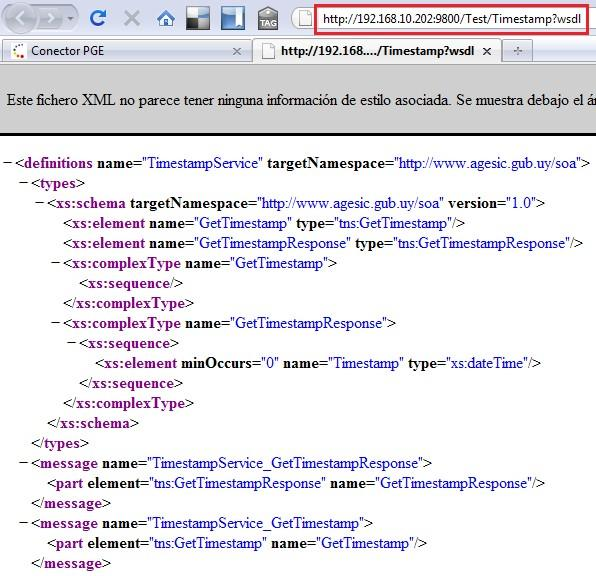 TAG
http://192.168.10.202:9800/Test/Timestamp?wsdl
Conector PGE
http://192.168..../Timestamp?wsdl
Este fichero XML no parece tener ninguna información de estilo asociada. Se muestra debajo el
−<definitions name="TimestampService" targetNamespace="http://www.agesic.gub.uy/soa">
−<types>
−<xs:schema targetNamespace="http://www.agesic.gub.uy/soa" version="1.0">
<xs:element name="GetTimestamp" type="tns:GetTimestamp"/>
<xs:element name="GetTimestampResponse" type="tns:GetTimestampResponse"/>
−<xs:complexType name="GetTimestamp">
<xs:sequence/>
</xs:complexType>
−<xs:complexType name="GetTimestampResponse">
−<xs:sequence>
<xs:element minOccurs="0" name="Timestamp" type="xs:dateTime"/>
</xs:sequence>
</xs:complexType>
</xs:schema>
</types>
−<message name="TimestampService_GetTimestampResponse">
<part element="tns:GetTimestampResponse" name="GetTimestampResponse"/>
</message>
−<message name="TimestampService_GetTimestamp">
<part element="tns:GetTimestamp" name="GetTimestamp"/>
</message>